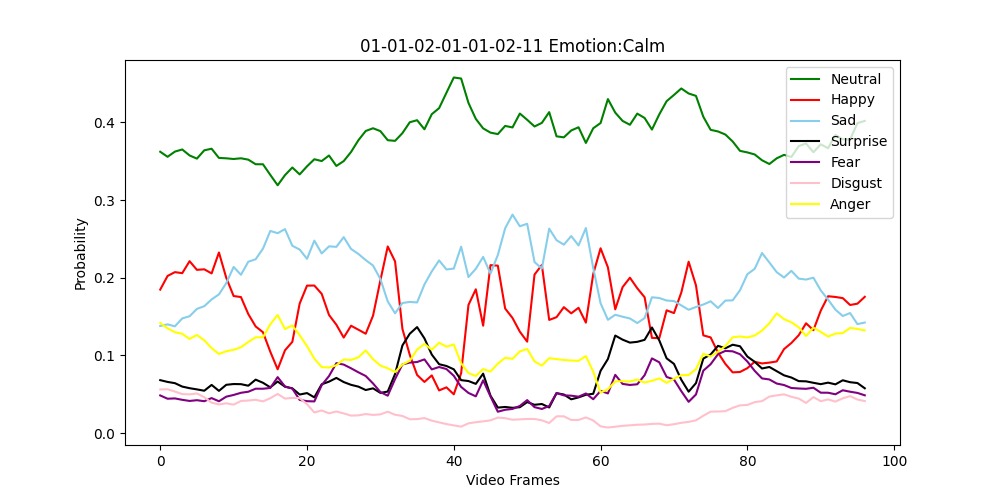 01-01-02-01-01-02-11 Emotion:Calm
Probability
0.4
0.3
0.2
0.1
0.0
Neutral
Happy
Sad
Surprise
Fear
Disgust
Anger
0 20 40 60 80 100
Video Frames